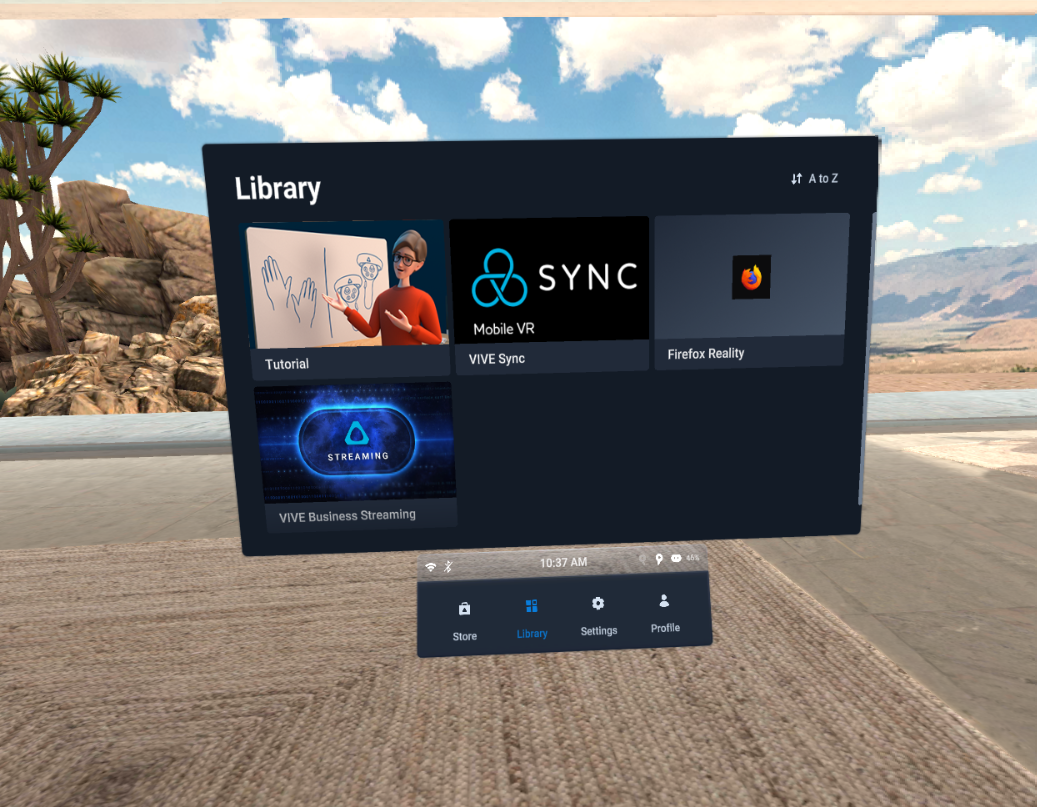 Library
A to Z
SYNC
Mobile VR
Tutorial
VIVE Sync
Firefox Reality
STREAMING
VIVE Business Streaming
10:37 AM
65%
Store
Library
Settings
Profile